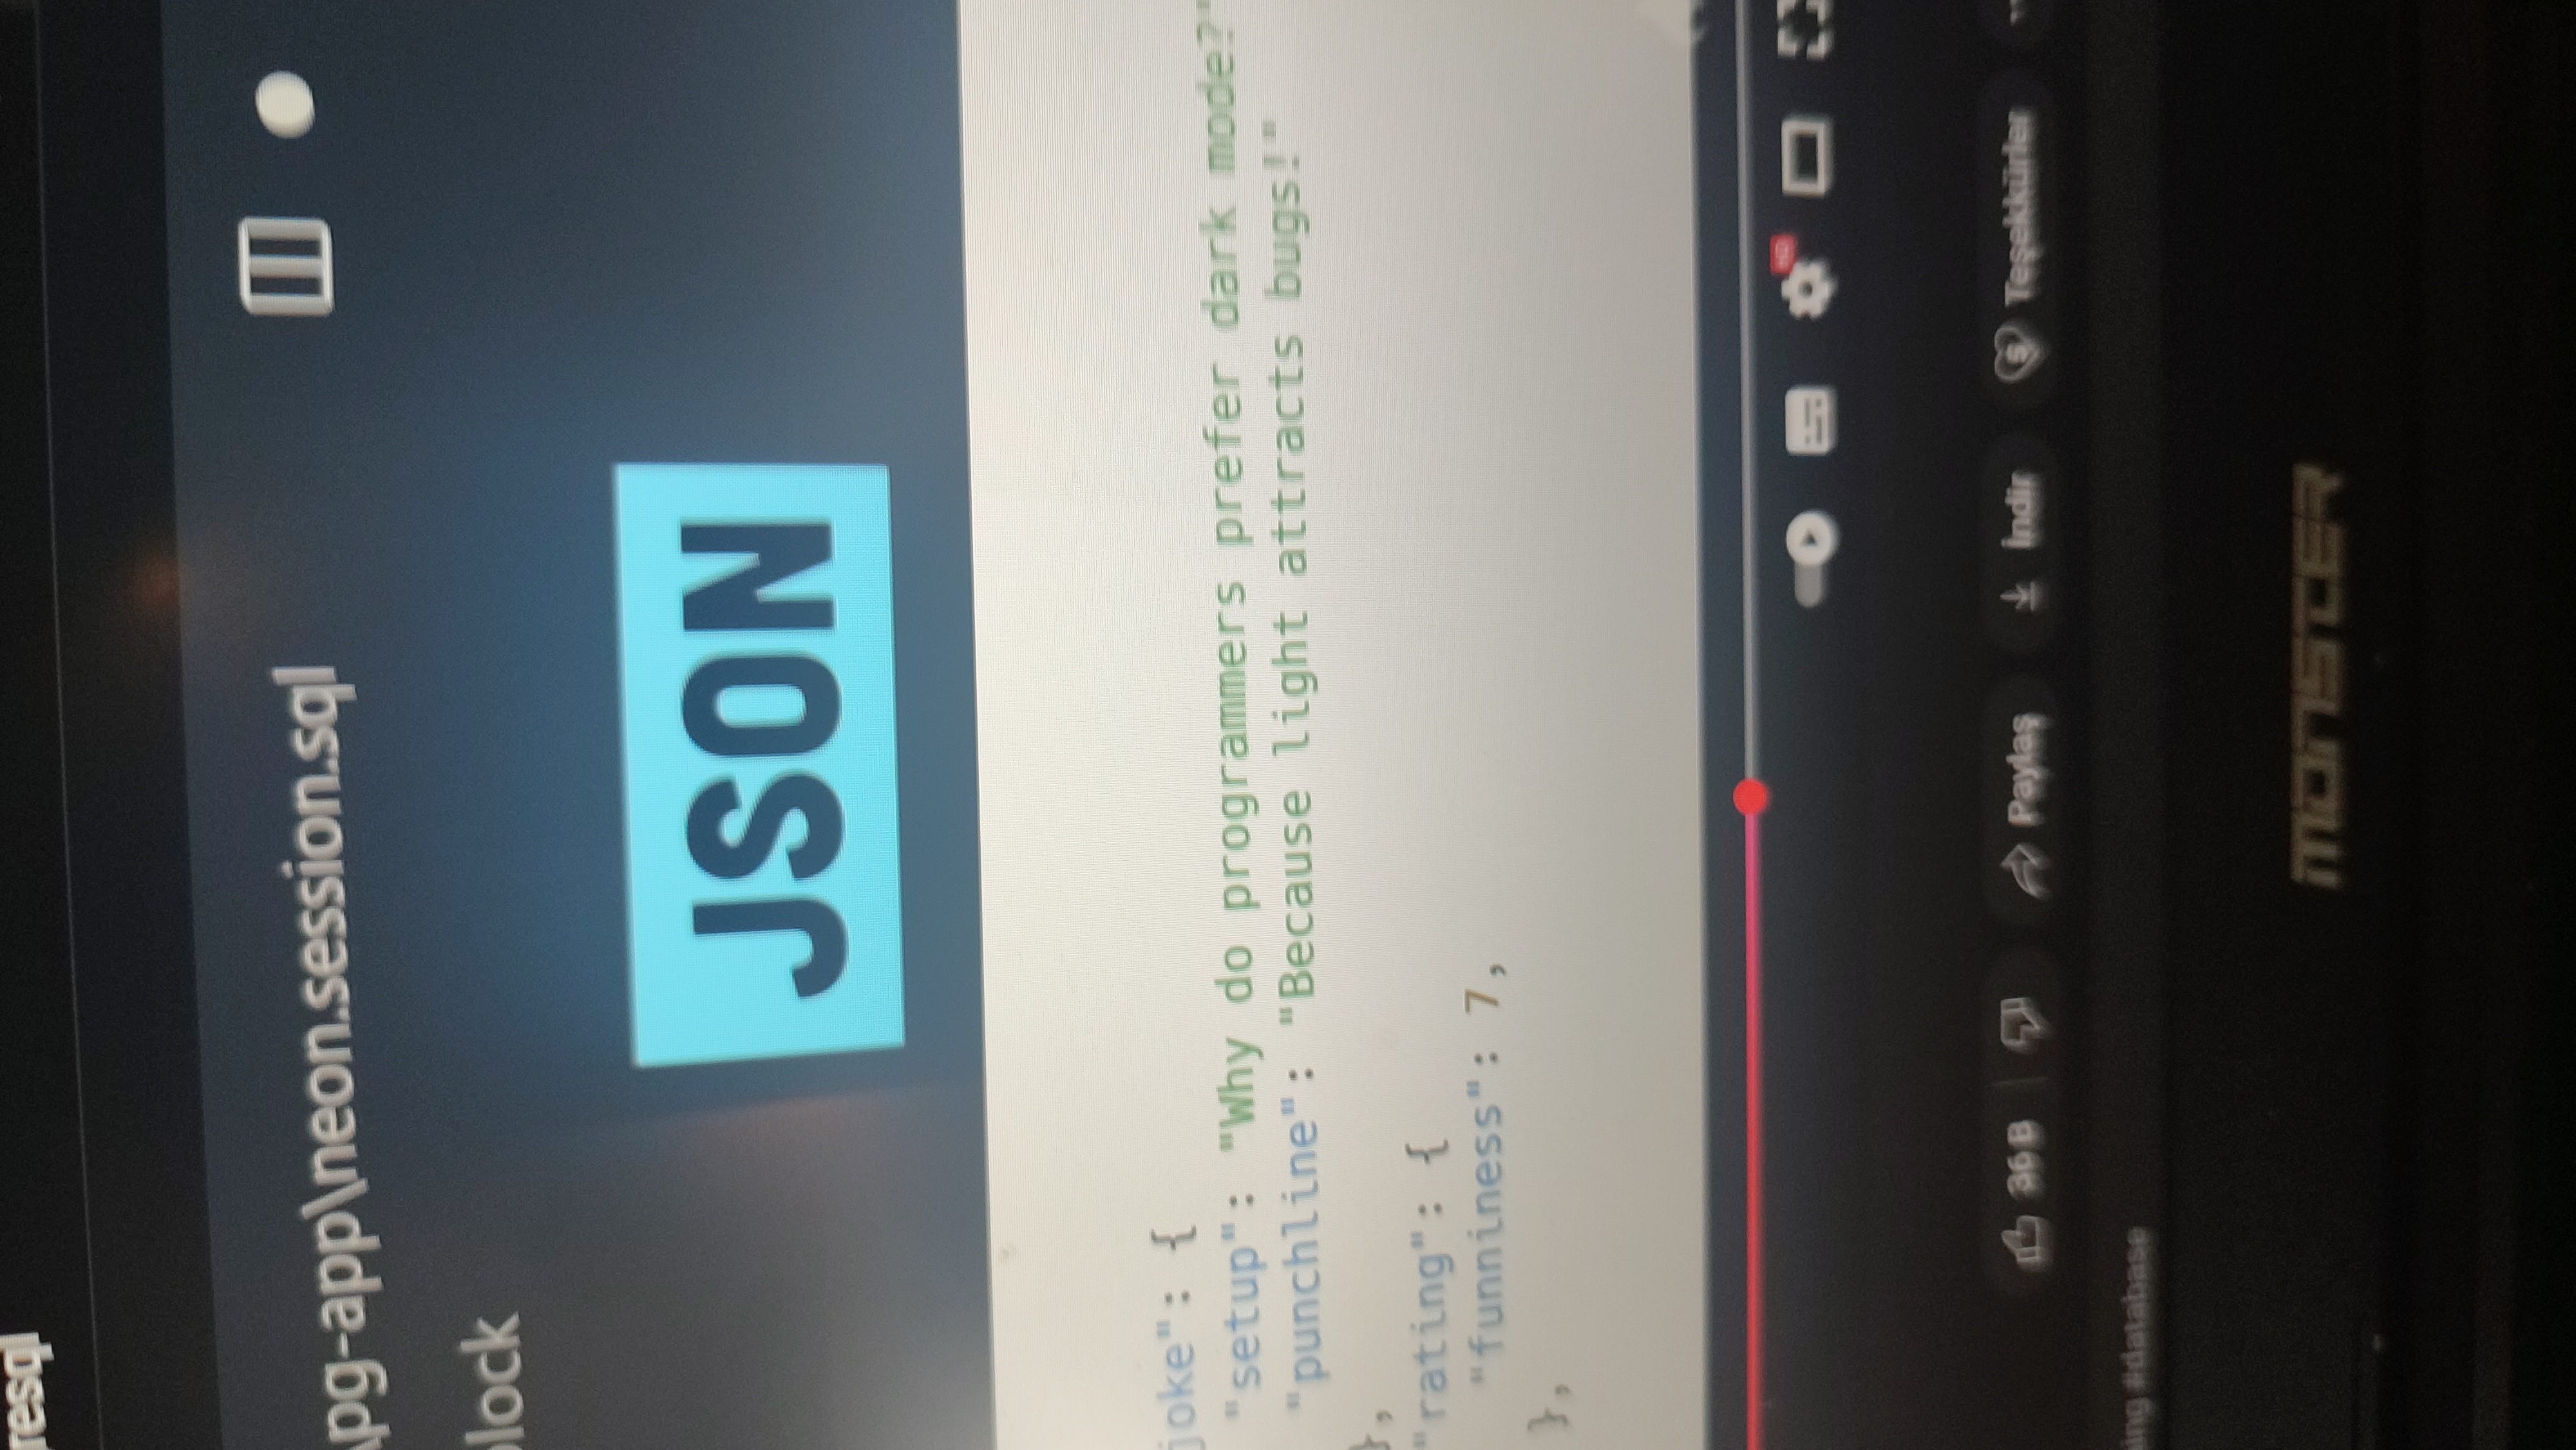 resql
\pg-app\neon.session.sql
block
JSON
joke": {
"setup": "Why do programmers prefer dark mode?"
"punchline": "Because light attracts bugs!"
},
"rating": {
"funniness": 7,
},
HD
36 B
Paylaş
İndir
Teşekkürler
ing #database
MONSTER